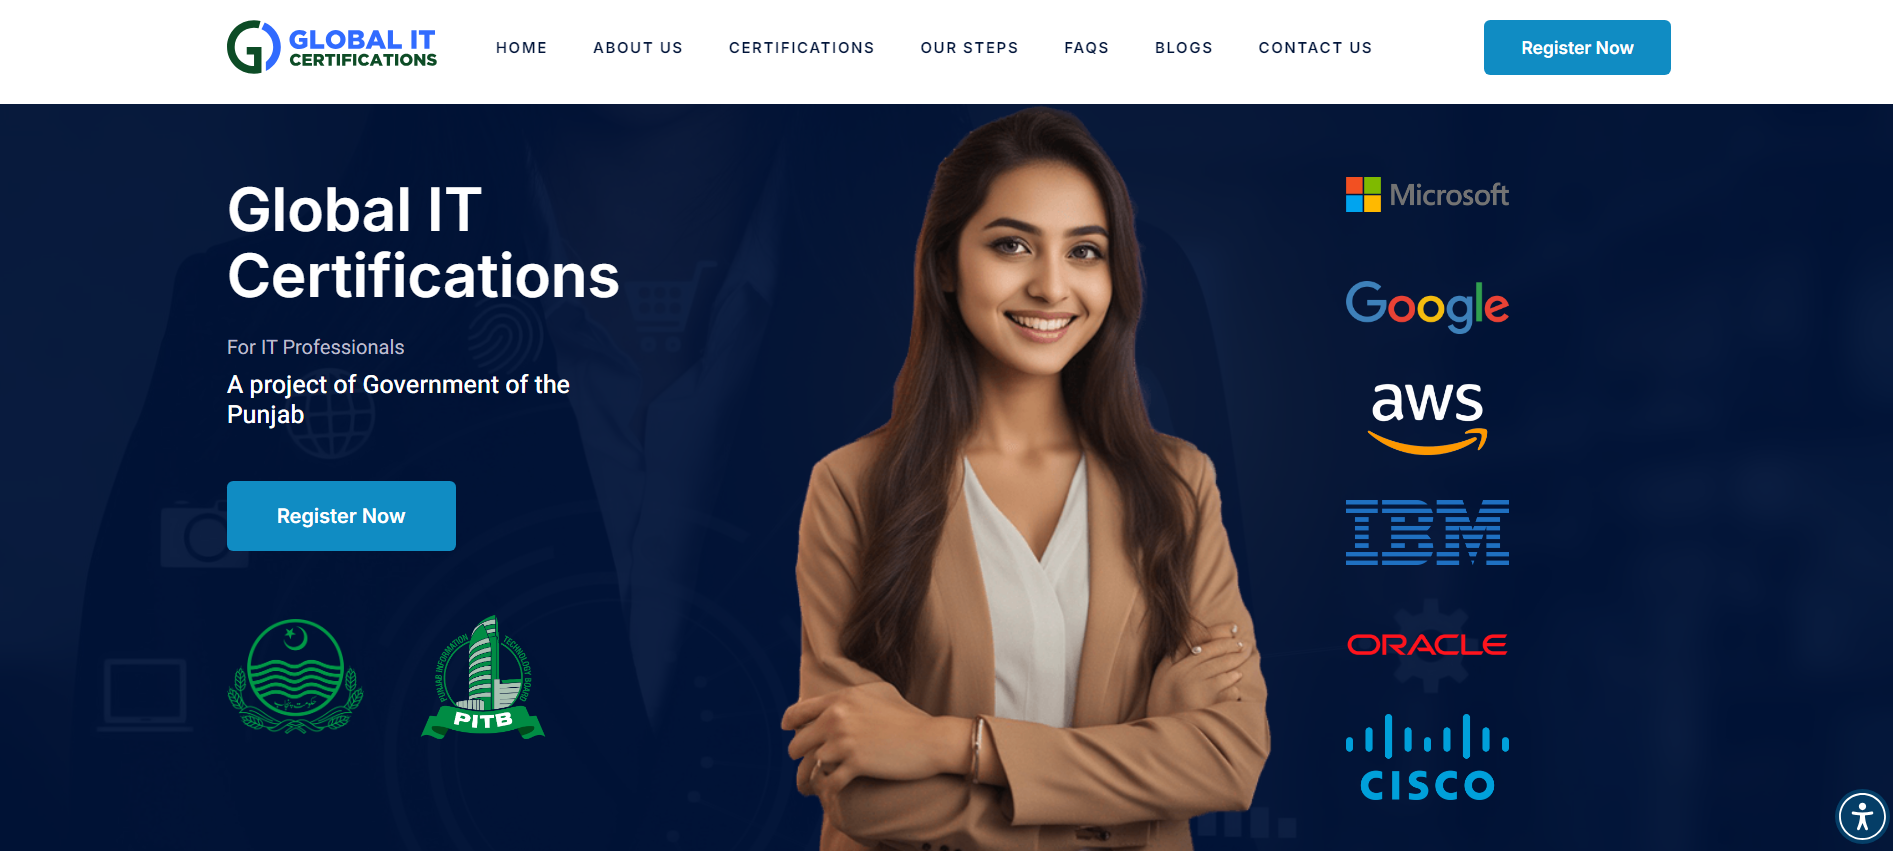 GLOBAL IT
CERTIFICATIONS
HOME
ABOUT US
CERTIFICATIONS
OUR STEPS
FAQS
BLOGS
CONTACT US
Register Now
Global IT
Certifications
For IT Professionals
A project of Government of the
Punjab
Register Now
PUNJAB INFORMATION TECHNOLOGY BOARD
PITB
Microsoft
Google
aws
IBM
ORACLE
CISCO